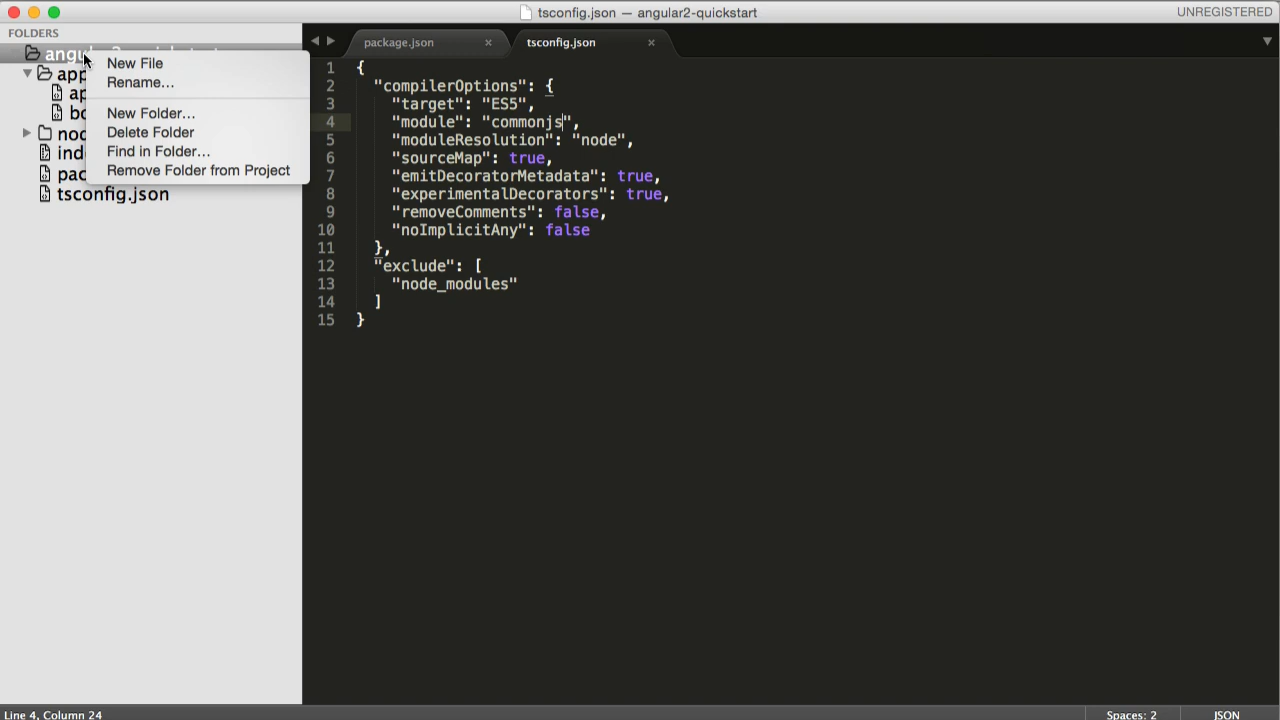 tsconfig.json — angular2-quickstart
UNREGISTERED
FOLDERS
package.json
tsconfig.json
New File
Rename...
New Folder...
Delete Folder
Find in Folder...
Remove Folder from Project
tsconfig.json
1 {
2 "compilerOptions": {
3 "target": "ES5",
4 "module": "commonjs",
5 "moduleResolution": "node",
6 "sourceMap": true,
7 "emitDecoratorMetadata": true,
8 "experimentalDecorators": true,
9 "removeComments": false,
10 "noImplicitAny": false
11 },
12 "exclude": [
13 "node_modules"
14 ]
15 }
Line 4, Column 24
Spaces: 2
JSON